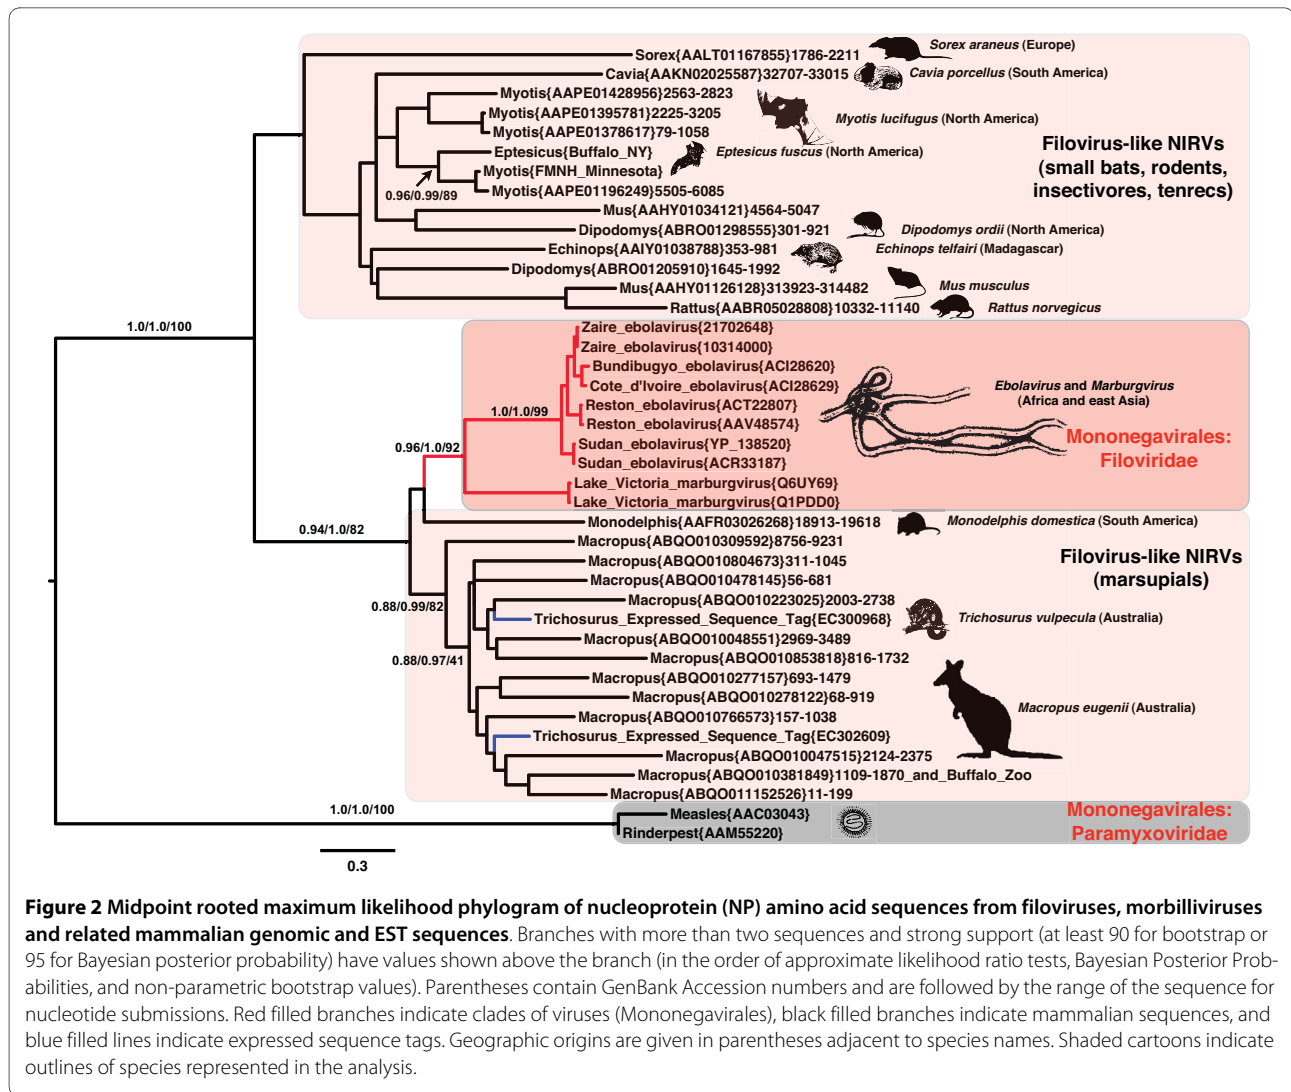 Sorex{AALT01167855}1786-2211
Sorex araneus (Europe)
Cavia{AAKN02025587}32707-33015
Cavia porcellus (South America)
Myotis{AAPE01428956}2563-2823
Myotis{AAPE01395781}2225-3205
Myotis lucifugus (North America)
Myotis{AAPE01378617}79-1058
Eptesicus{Buffalo_NY}
Eptesicus fuscus (North America)
Myotis{FMNH_Minnesota}
Myotis{AAPE01196249}5505-6085
0.96/0.99/89
Filovirus-like NIRVs
(small bats, rodents,
insectivores, tenrecs)
Mus{AAHY01034121}4564-5047
Dipodomys{ABRO01298555}301-921
Dipodomys ordii (North America)
Echinops{AAIY01038788}353-981
Echinops telfairi (Madagascar)
Dipodomys{ABRO01205910}1645-1992
Mus{AAHY01126128}313923-314482
Mus musculus
Rattus{AABR05028808}10332-11140
Rattus norvegicus
1.0/1.0/100
Zaire_ebolavirus{21702648}
Zaire_ebolavirus{10314000}
Bundibugyo_ebolavirus{ACI28620}
Cote_d'Ivoire_ebolavirus{ACI28629}
Reston_ebolavirus{ACT22807}
Reston_ebolavirus{AAV48574}
Sudan_ebolavirus{YP_138520}
Sudan_ebolavirus{ACR33187}
Lake_Victoria_marburgvirus{Q6UY69}
Lake_Victoria_marburgvirus{Q1PDD0}
1.0/1.0/99
0.96/1.0/92
Ebolavirus and Marburgvirus
(Africa and east Asia)
Mononegavirales:
Filoviridae
0.94/1.0/82
Monodelphis{AAFR03026268}18913-19618
Monodelphis domestica (South America)
Macropus{ABQO010309592}8756-9231
Macropus{ABQO010804673}311-1045
Macropus{ABQO010478145}56-681
Filovirus-like NIRVs
(marsupials)
0.88/0.99/82
Macropus{ABQO010223025}2003-2738
Trichosurus_Expressed_Sequence_Tag{EC300968}
Trichosurus vulpecula (Australia)
Macropus{ABQO010048551}2969-3489
0.88/0.97/41
Macropus{ABQO010853818}816-1732
Macropus{ABQO010277157}693-1479
Macropus{ABQO010278122}68-919
Macropus eugenii (Australia)
Macropus{ABQO010766573}157-1038
Trichosurus_Expressed_Sequence_Tag{EC302609}
Macropus{ABQO010047515}2124-2375
Macropus{ABQO010381849}1109-1870_and_Buffalo_Zoo
Macropus{ABQO011152526}11-199
1.0/1.0/100
Measles{AAC03043}
Rinderpest{AAM55220}
Mononegavirales:
Paramyxoviridae
0.3
Figure 2 Midpoint rooted maximum likelihood phylogram of nucleoprotein (NP) amino acid sequences from filoviruses, morbilliviruses
and related mammalian genomic and EST sequences. Branches with more than two sequences and strong support (at least 90 for bootstrap or
95 for Bayesian posterior probability) have values shown above the branch (in the order of approximate likelihood ratio tests, Bayesian Posterior Prob-
abilities, and non-parametric bootstrap values). Parentheses contain GenBank Accession numbers and are followed by the range of the sequence for
nucleotide submissions. Red filled branches indicate clades of viruses (Mononegavirales), black filled branches indicate mammalian sequences, and
blue filled lines indicate expressed sequence tags. Geographic origins are given in parentheses adjacent to species names. Shaded cartoons indicate
outlines of species represented in the analysis.